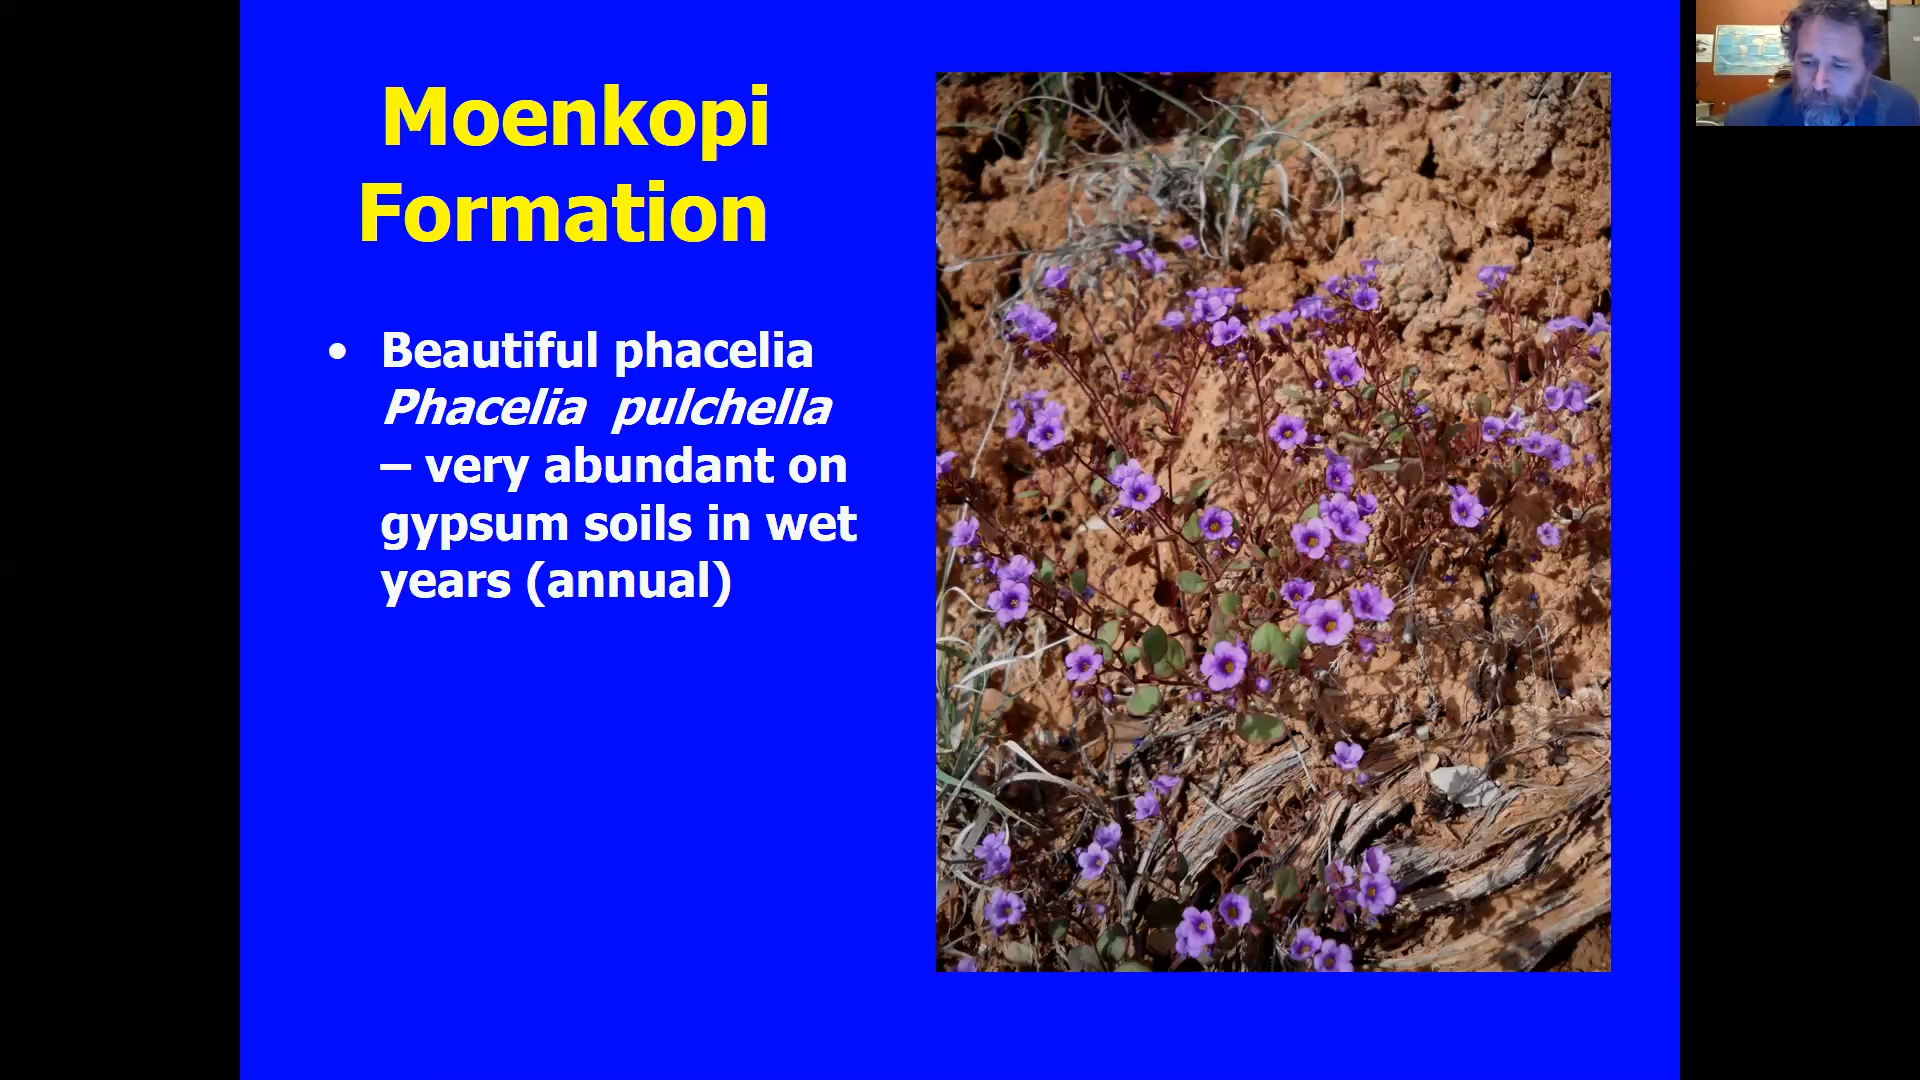 Moenkopi
Formation
• Beautiful phacelia
Phacelia pulchella
– very abundant on
gypsum soils in wet
years (annual)